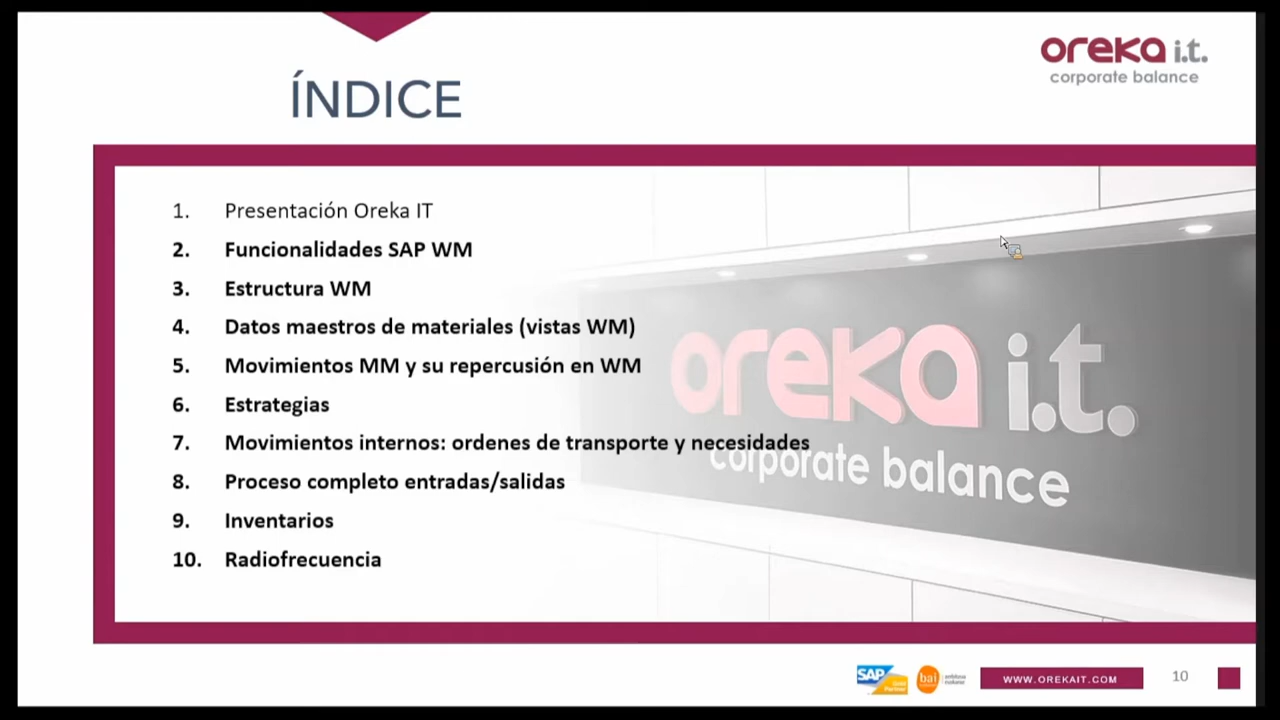 oreka i.t.
corporate balance
ÍNDICE
1. Presentación Oreka IT
2. Funcionalidades SAP WM
3. Estructura WM
4. Datos maestros de materiales (vistas WM)
5. Movimientos MM y su repercusión en WM
6. Estrategias
7. Movimientos internos: ordenes de transporte y necesidades
8. Proceso completo entradas/salidas
9. Inventarios
10. Radiofrecuencia
oreka i.t.
corporate balance
SAP
bai
WWW.OREKAIT.COM
10